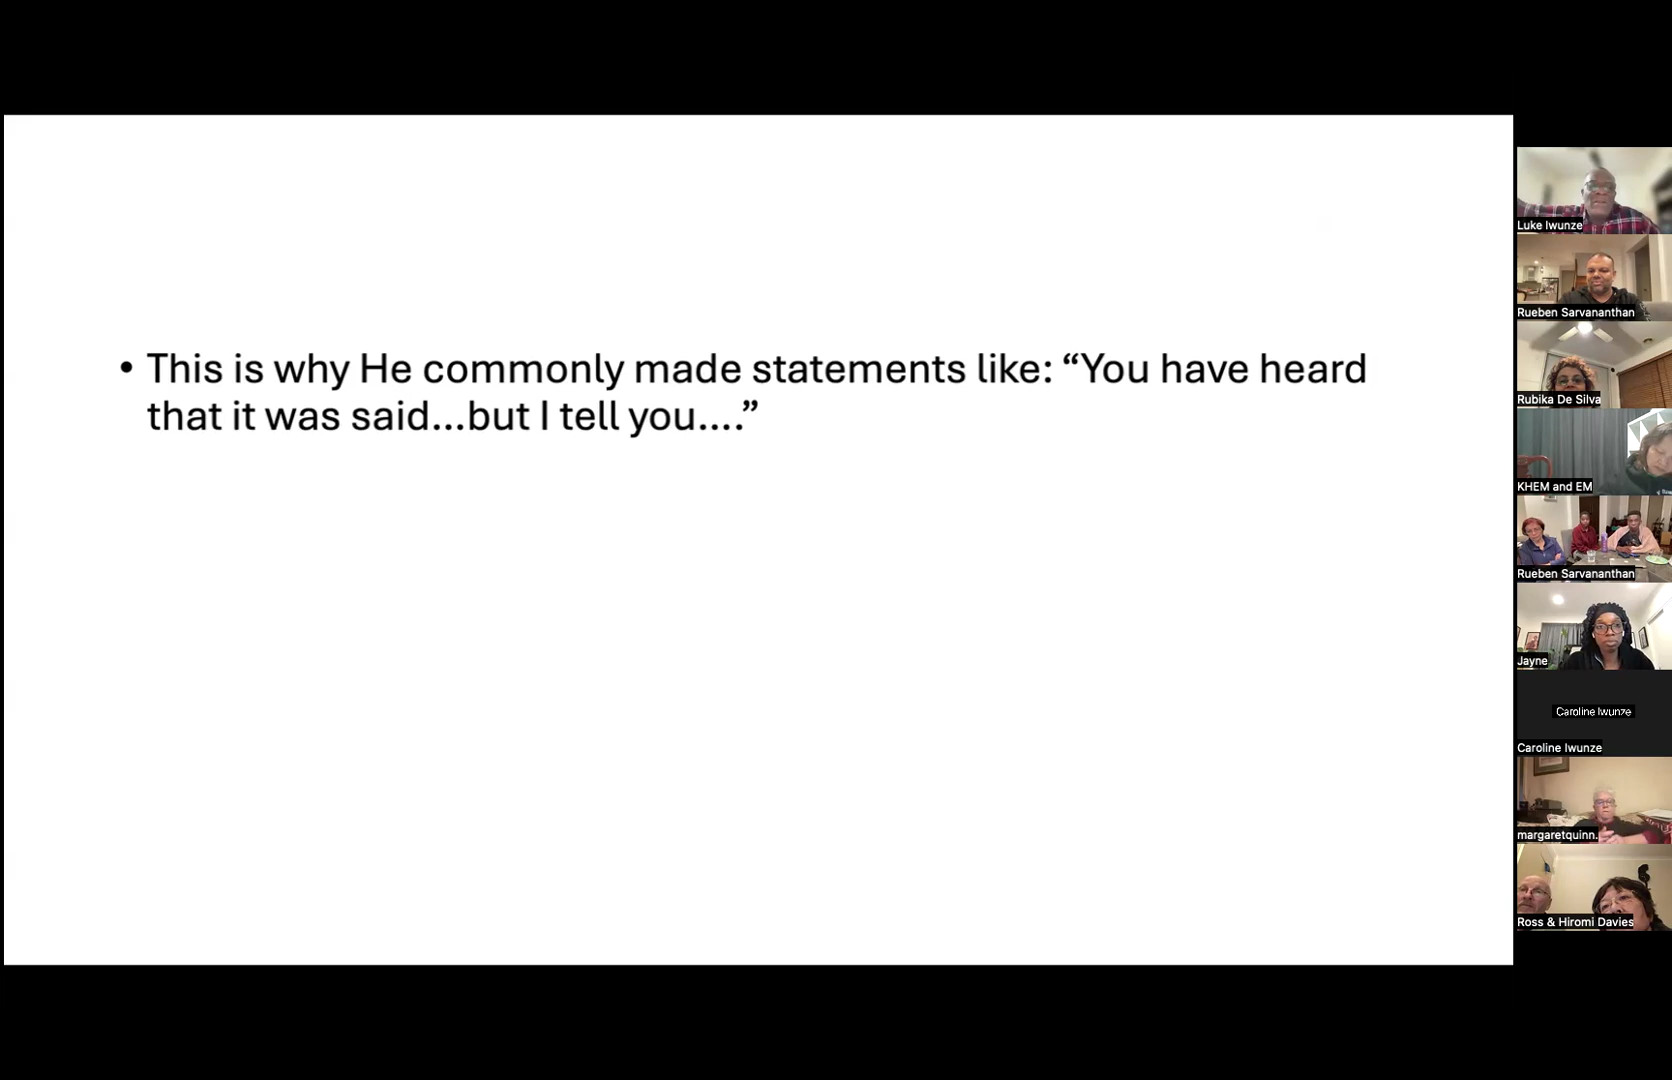 • This is why He commonly made statements like: “You have heard
that it was said…but I tell you….”
Luke Iwunze
Rueben Sarvananthan
Rubika De Silva
KHEM and EM
Rueben Sarvananthan
Jayne
Caroline Iwunze
Caroline Iwunze
margaretquinn.
Ross & Hiromi Davies